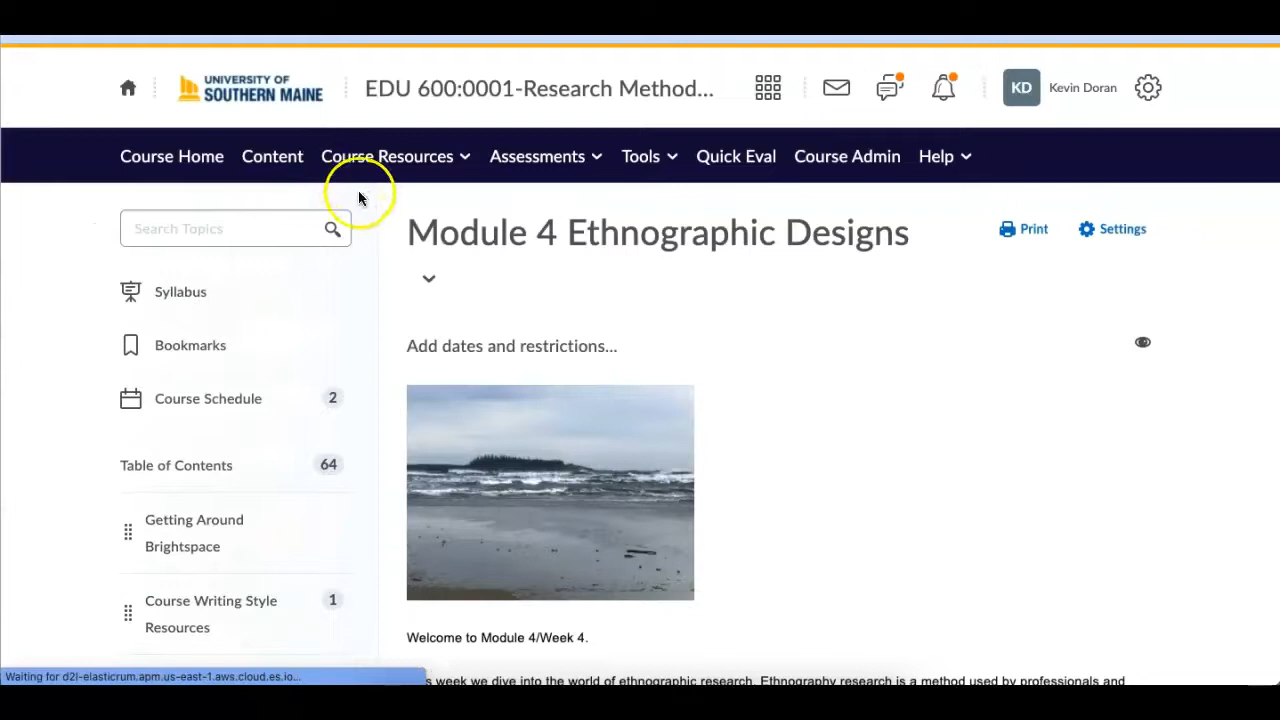 UNIVERSITY OF
SOUTHERN MAINE
EDU 600:0001-Research Method...
KD
Kevin Doran
Course Home
Content
Course Resources
Assessments
Tools
Quick Eval
Course Admin
Help
Search Topics
Syllabus
Bookmarks
Course Schedule
2
Table of Contents
64
Getting Around
Brightspace
Course Writing Style
Resources
1
Module 4 Ethnographic Designs
Print
Settings
Add dates and restrictions...
Welcome to Module 4/Week 4.
s week we dive into the world of ethnographic research. Ethnography research is a method used by professionals and
Waiting for d2l-elasticrum.apm.us-east-1.aws.cloud.es.io...